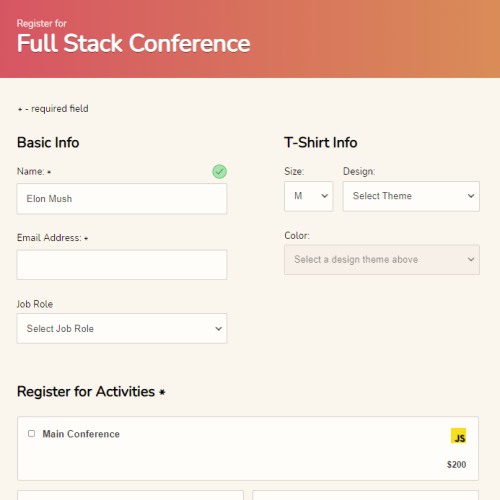 Register for
Full Stack Conference
* - required field
Basic Info
Name: *
Elon Mush
Email Address: *
Job Role
Select Job Role
T-Shirt Info
Size:
Design:
M
Select Theme
Color:
Select a design theme above
Register for Activities *
Main Conference
JS
$200